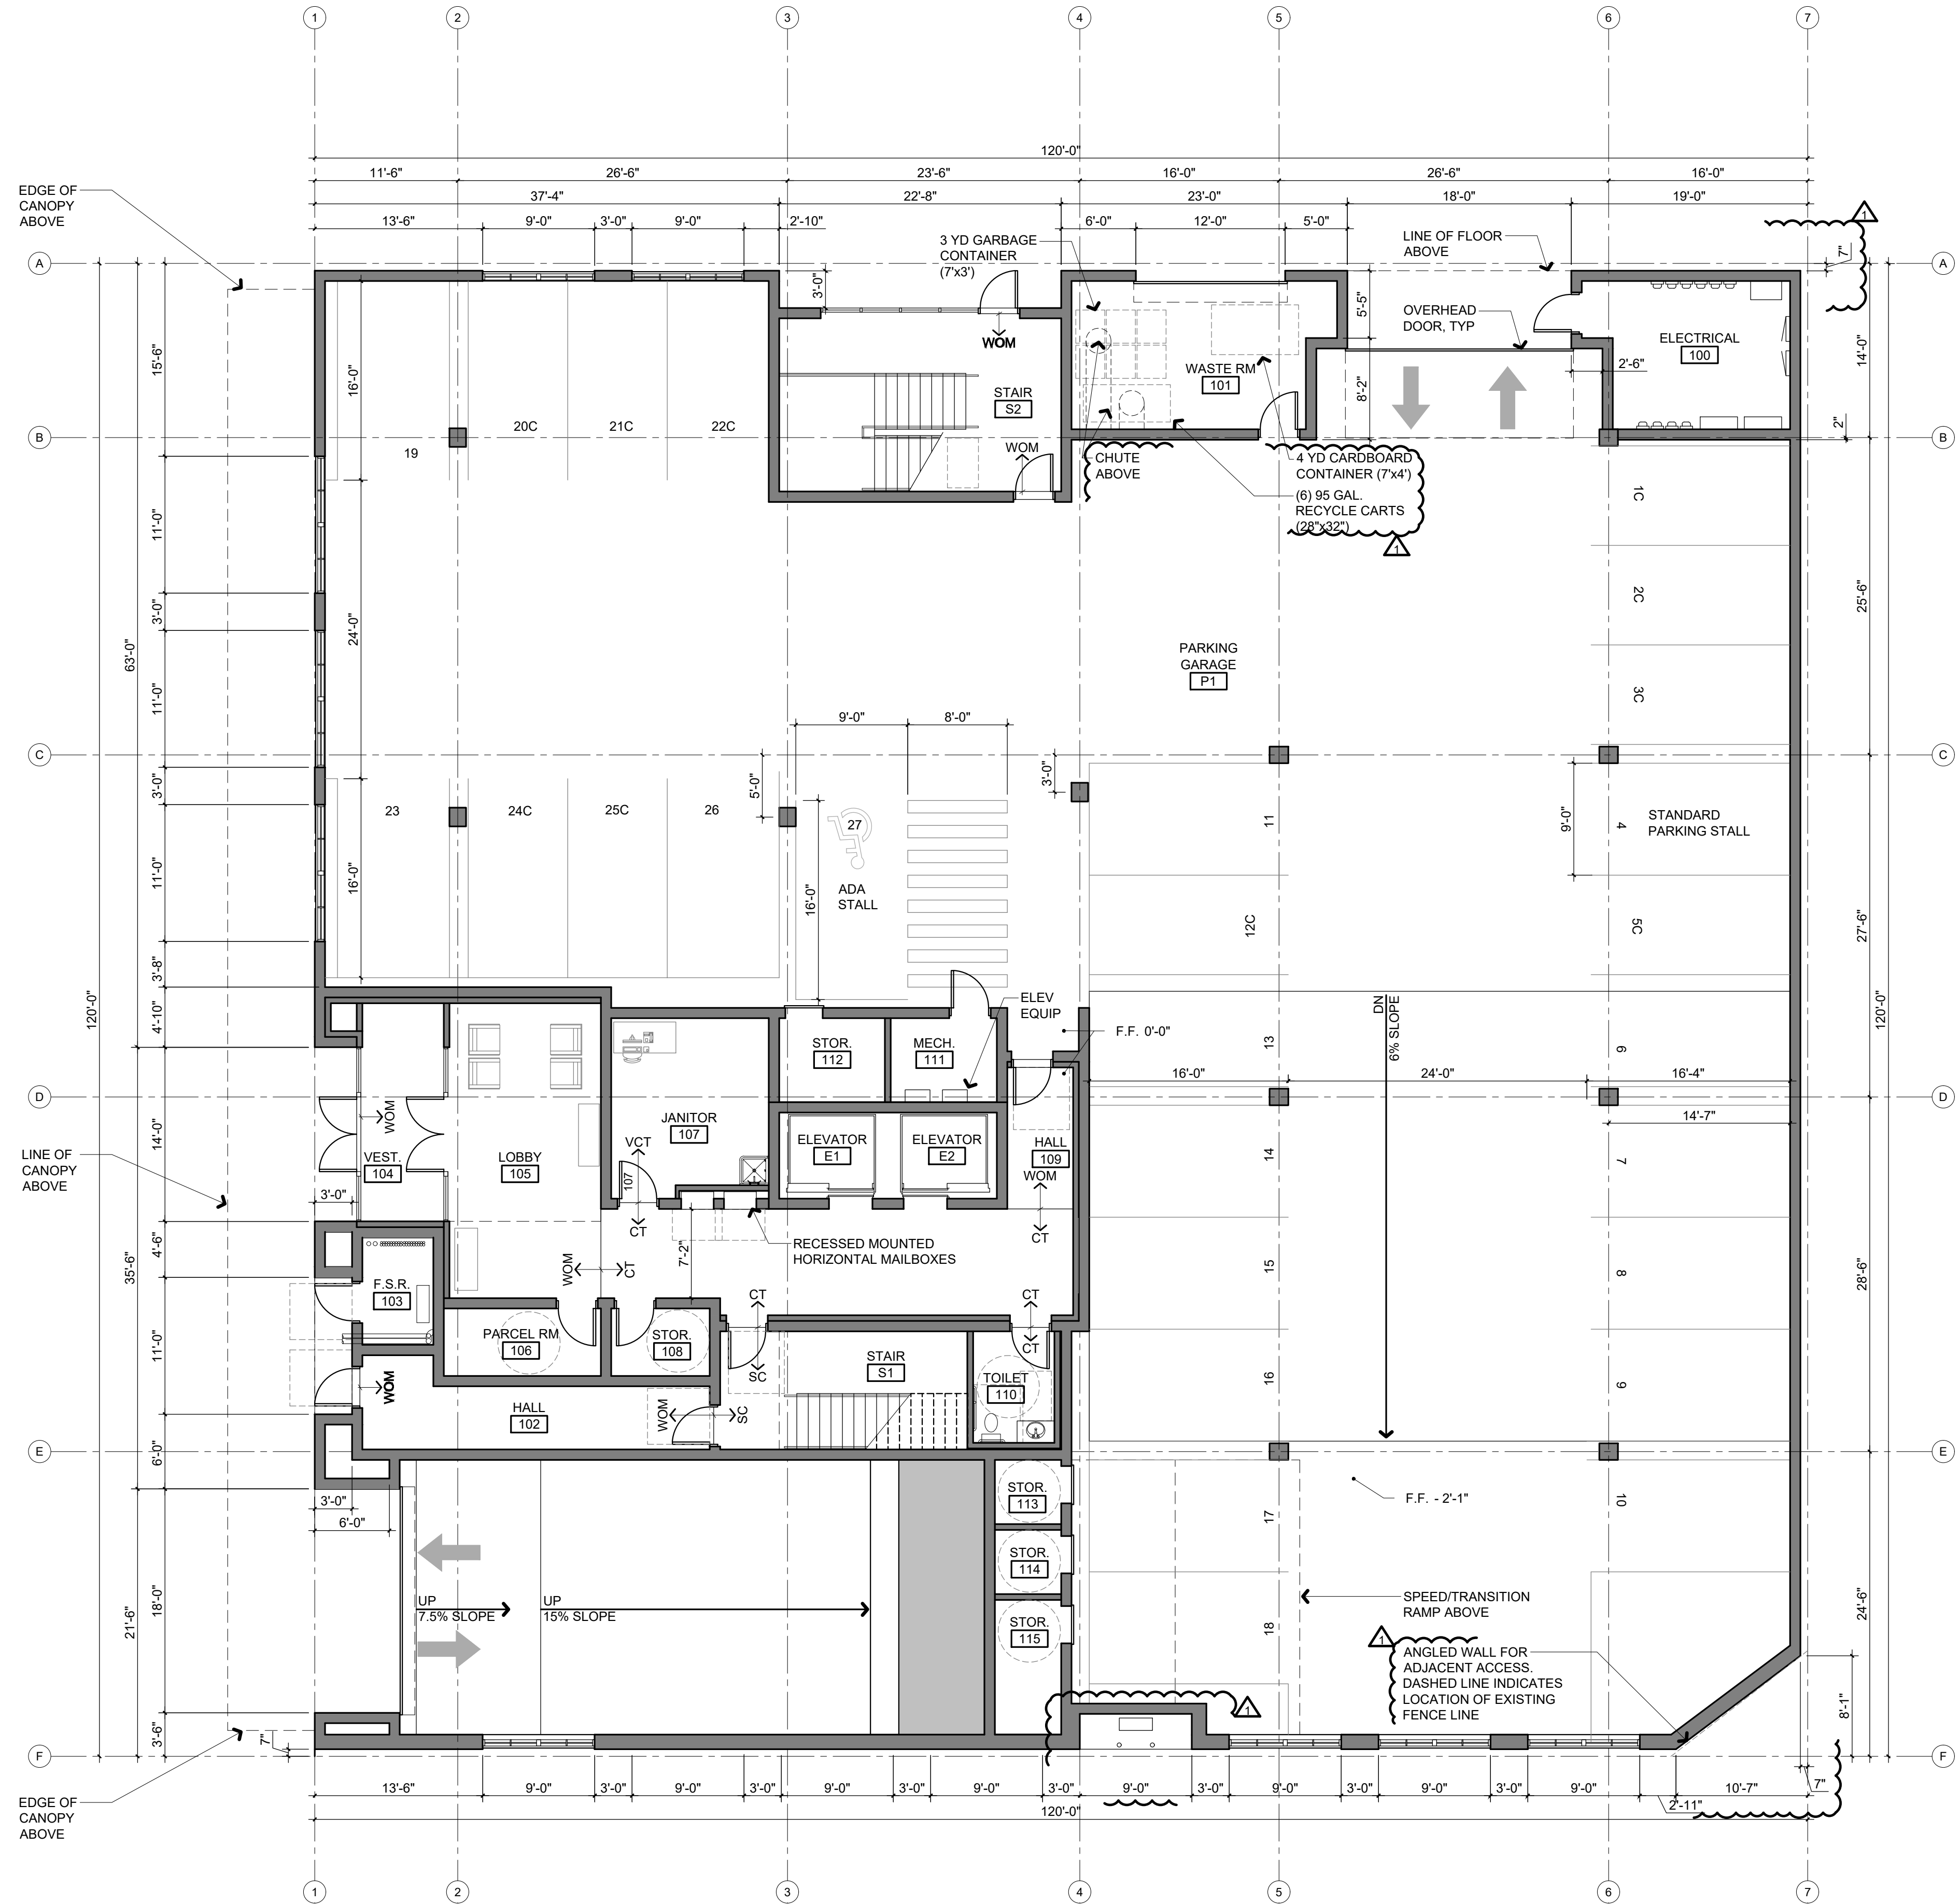 1
2
3
4
5
6
7
120'-0"
11'-6"
26'-6"
23'-6"
16'-0"
26'-6"
16'-0"
37'-4"
22'-8"
23'-0"
18'-0"
19'-0"
13'-6"
9'-0"
3'-0"
9'-0"
2'-10"
6'-0"
12'-0"
5'-0"
EDGE OF
CANOPY
ABOVE
3 YD GARBAGE
CONTAINER
(7'x3')
LINE OF FLOOR
ABOVE
1
7"
A
A
3'-0"
5'-5"
OVERHEAD
DOOR, TYP
WOM
ELECTRICAL
100
14'-0"
15'-6"
16'-0"
WASTE RM
101
2'-6"
8'-2"
STAIR
S2
2"
B
B
19
20C
21C
22C
WOM
CHUTE
ABOVE
4 YD CARDBOARD
CONTAINER (7'x4')
(6) 95 GAL.
RECYCLE CARTS
(28"x32")
1
1C
2C
3C
11'-0"
3'-0"
24'-0"
63'-0"
11'-0"
25'-6"
PARKING
GARAGE
P1
9'-0"
8'-0"
C
C
3'-0"
5'-0"
3'-0"
23
24C
25C
26
27
11
9'-0"
4
STANDARD
PARKING STALL
11'-0"
16'-0"
16'-0"
ADA
STALL
12C
5C
27'-6"
3'-8"
120'-0"
4'-10"
ELEV
EQUIP
F.F. 0'-0"
DN
6% SLOPE
120'-0"
STOR.
112
MECH.
111
13
6
16'-0"
24'-0"
16'-4"
D
D
14'-7"
14'-0"
WOM
JANITOR
107
VCT
107
CT
ELEVATOR
E1
ELEVATOR
E2
HALL
109
WOM
CT
14
7
LINE OF
CANOPY
ABOVE
VEST.
104
LOBBY
105
3'-0"
4'-6"
35'-6"
7'-2"
RECESSED MOUNTED
HORIZONTAL MAILBOXES
WOM
CT
15
8
28'-6"
F.S.R.
103
CT
SC
CT
CT
11'-0"
PARCEL RM
106
STOR.
108
STAIR
S1
TOILET
110
16
9
WOM
HALL
102
WOM
SC
E
E
6'-0"
3'-0"
6'-0"
STOR.
113
F.F. - 2'-1"
17
10
STOR.
114
18'-0"
21'-6"
UP
7.5% SLOPE
UP
15% SLOPE
STOR.
115
18
SPEED/TRANSITION
RAMP ABOVE
24'-6"
1
ANGLED WALL FOR
ADJACENT ACCESS.
DASHED LINE INDICATES
LOCATION OF EXISTING
FENCE LINE
1
8'-1"
3'-6"
7"
F
F
13'-6"
9'-0"
3'-0"
9'-0"
3'-0"
9'-0"
3'-0"
9'-0"
3'-0"
9'-0"
3'-0"
9'-0"
3'-0"
9'-0"
3'-0"
9'-0"
2'-11"
10'-7"
7"
120'-0"
EDGE OF
CANOPY
ABOVE
1
2
3
4
5
6
7